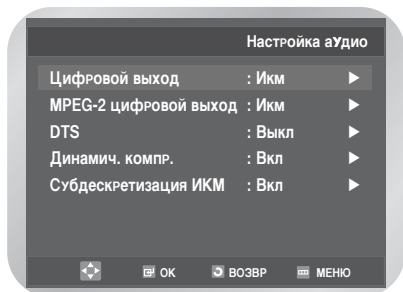 Настройка аудио
Цифровой выход : Икм
MPEG-2 цифровой выход : Икм
DTS : Выкл
Динамич. компр. : Вкл
Субдескретизация ИКМ : Вкл
ОК ВОЗВР МЕНЮ